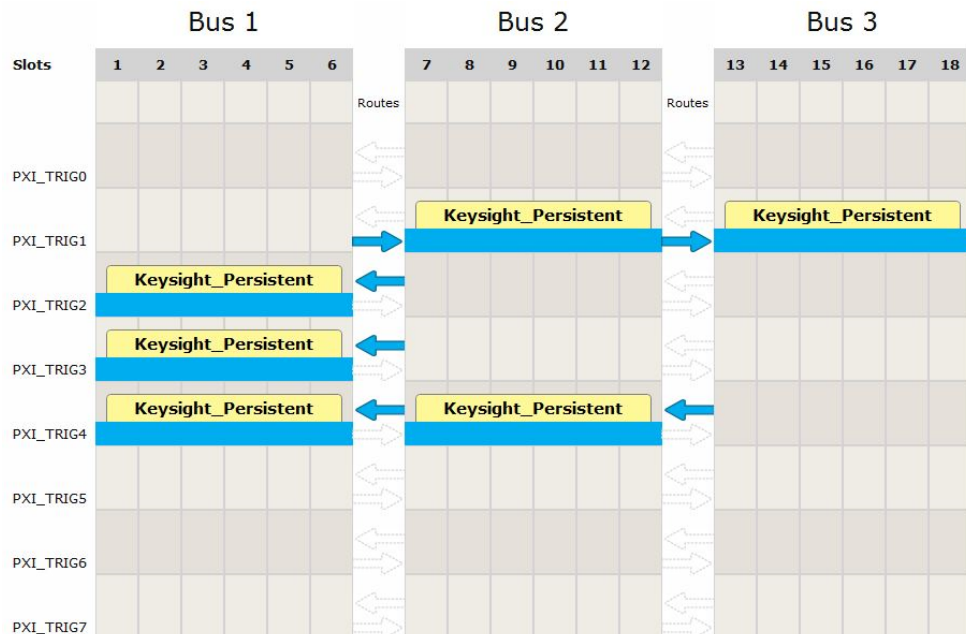 Bus 1 Bus 2 Bus 3
Slots 1 2 3 4 5 6 7 8 9 10 11 12 13 14 15 16 17 18
Routes Routes
PXI_TRIG0
Keysight_Persistent Keysight_Persistent
PXI_TRIG1
Keysight_Persistent
PXI_TRIG2
Keysight_Persistent
PXI_TRIG3
Keysight_Persistent Keysight_Persistent
PXI_TRIG4
PXI_TRIG5
PXI_TRIG6
PXI_TRIG7